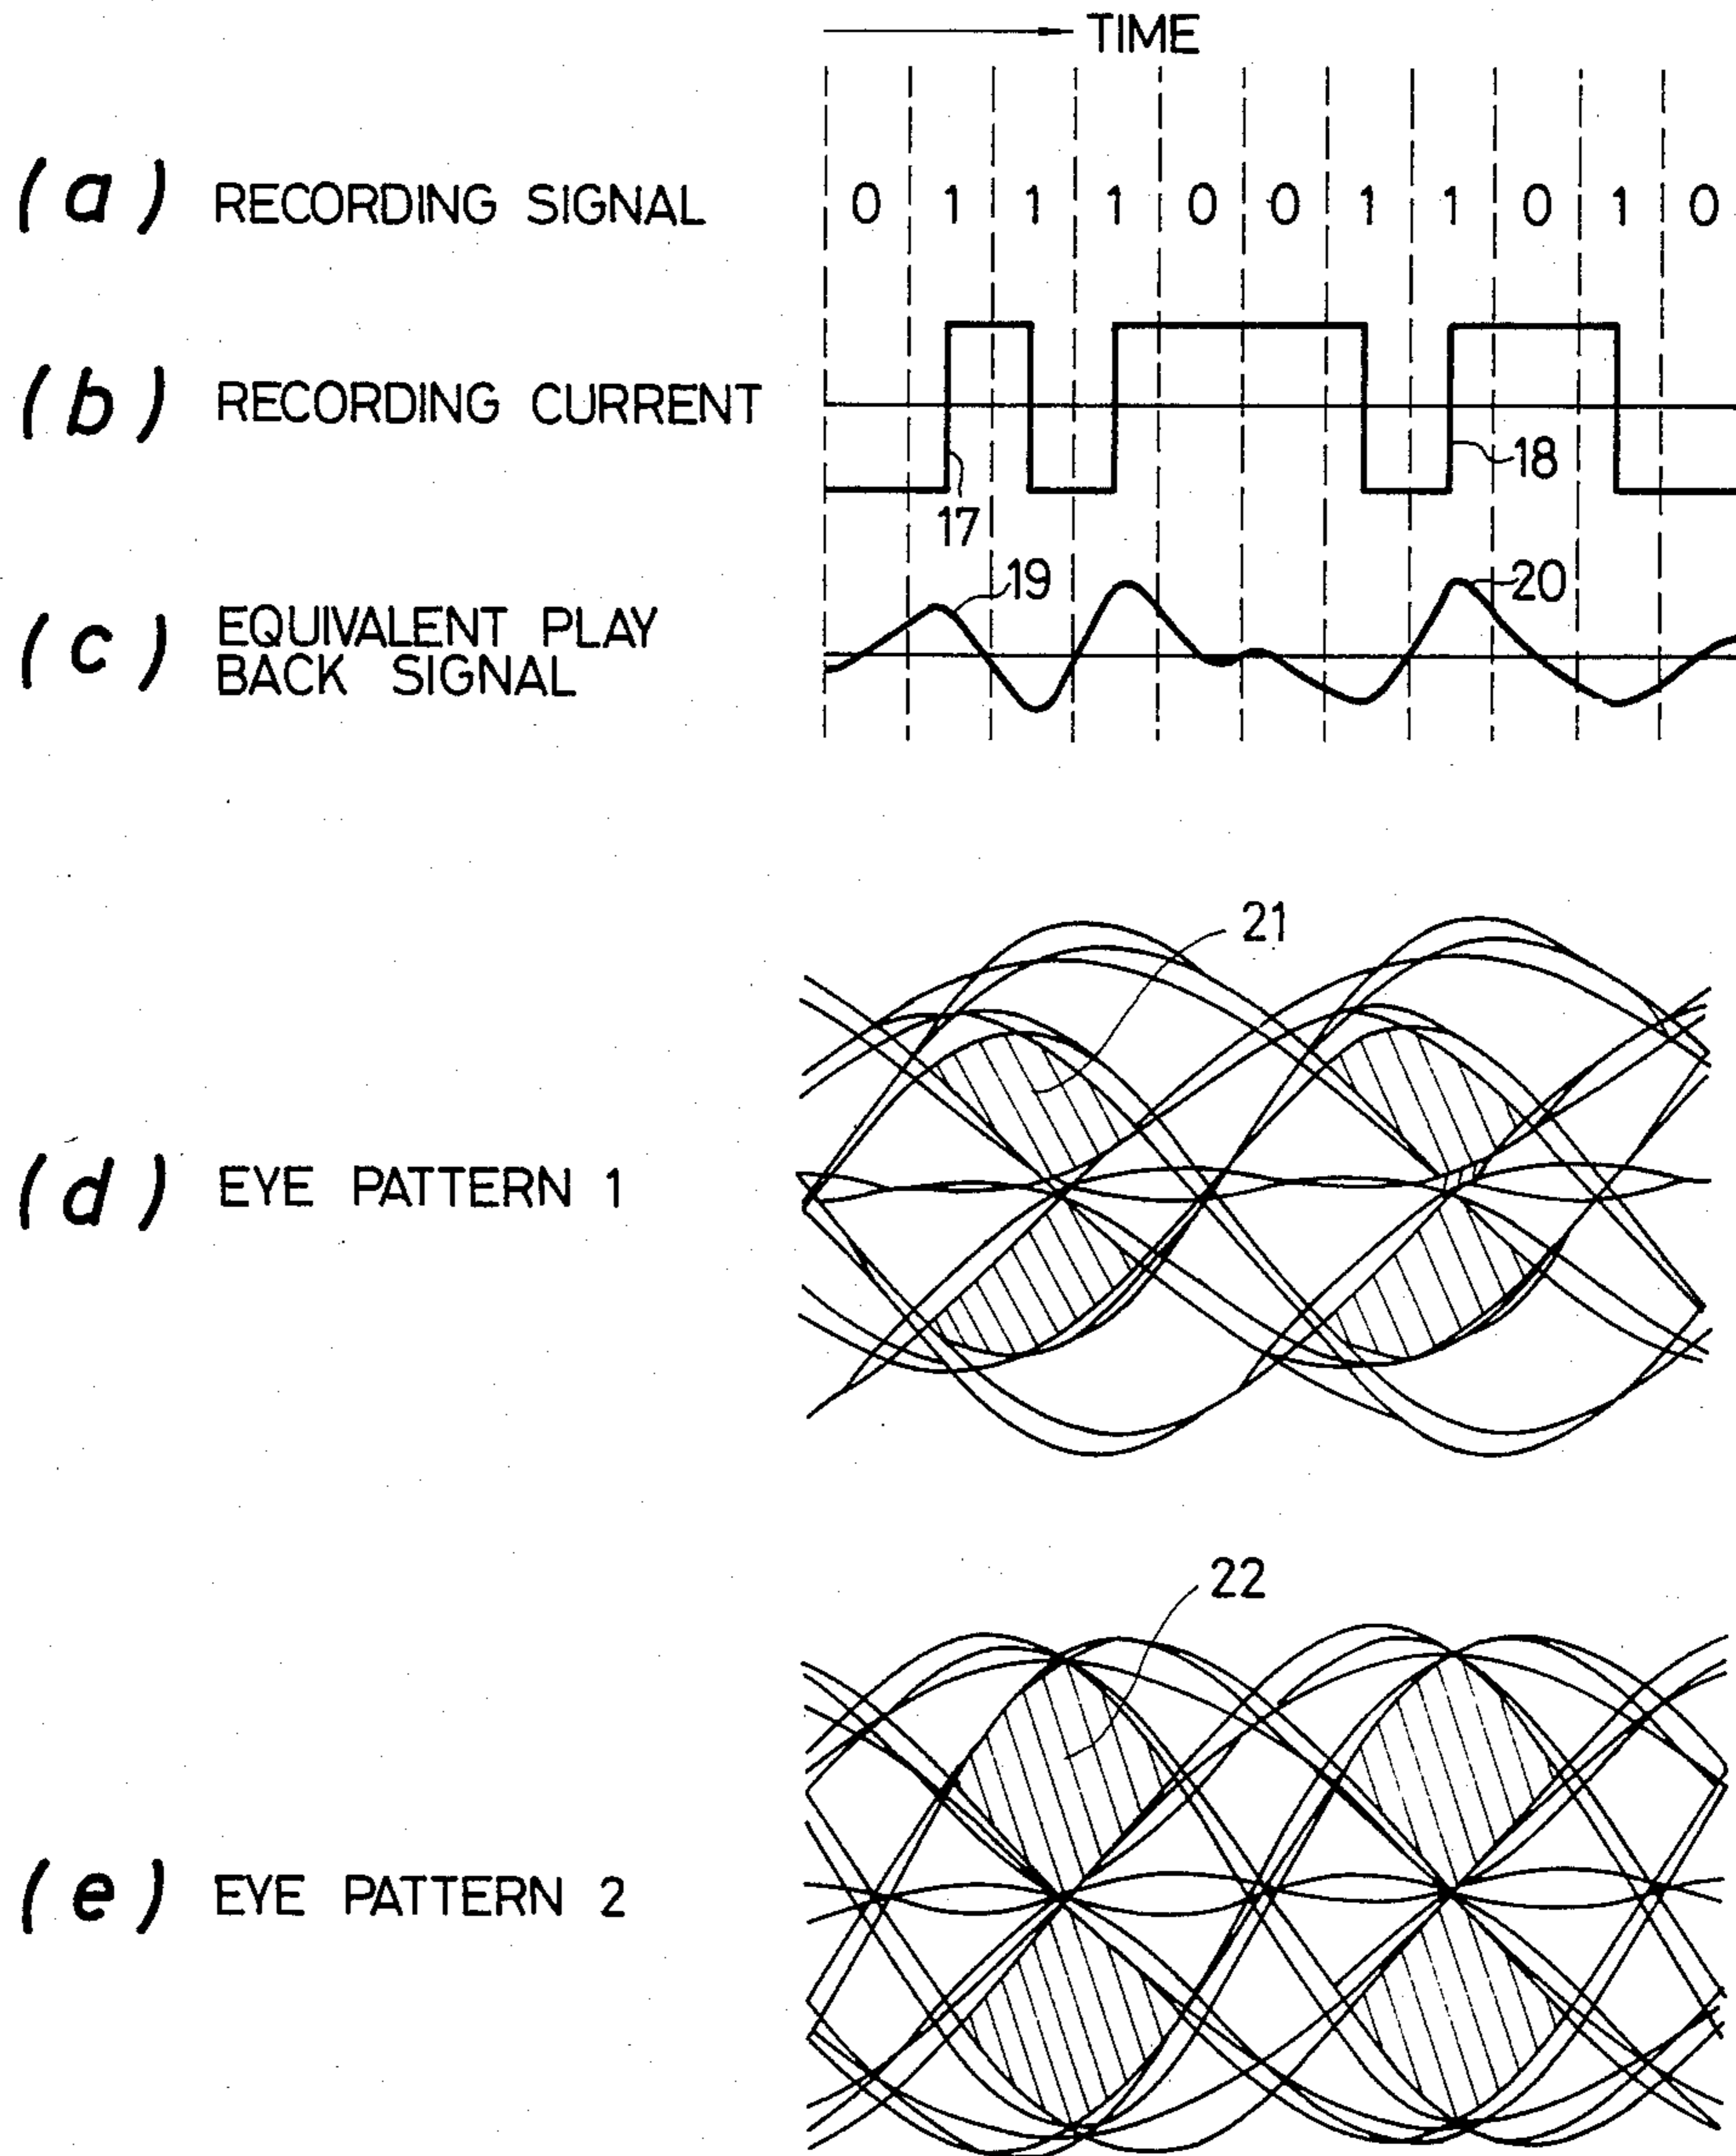 TIME
(a) RECORDING SIGNAL 0 1 1 1 0 0 1 1 0 1 0
(b) RECORDING CURRENT
18
17
19
20
(c) EQUIVALENT PLAY
BACK SIGNAL
21
(d) EYE PATTERN 1
22
(e) EYE PATTERN 2